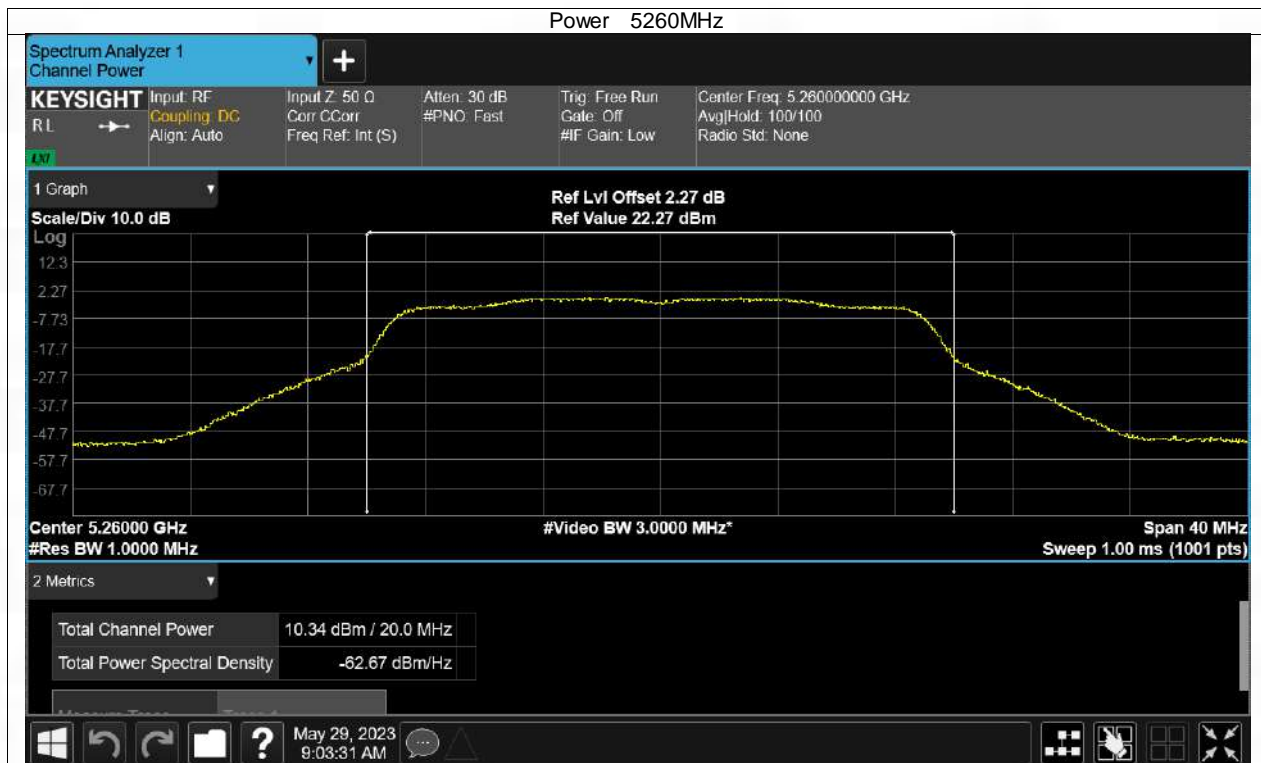 Power 5260MHz
Spectrum Analyzer 1
Channel Power
+
KEYSIGHT
RL
LXI
Input: RF
Coupling: DC
Align: Auto
Input Z: 50 Ω
Corr CCorr
Freq Ref: Int (S)
Atten: 30 dB
#PNO: Fast
Trig: Free Run
Gate: Off
#IF Gain: Low
Center Freq: 5.260000000 GHz
Avg|Hold: 100/100
Radio Std: None
1 Graph
Scale/Div 10.0 dB
Ref Lvl Offset 2.27 dB
Ref Value 22.27 dBm
Log
12.3
2.27
-7.73
-17.7
-27.7
-37.7
-47.7
-57.7
-67.7
Center 5.26000 GHz
#Res BW 1.0000 MHz
#Video BW 3.0000 MHz*
Span 40 MHz
Sweep 1.00 ms (1001 pts)
2 Metrics
Total Channel Power 10.34 dBm / 20.0 MHz
Total Power Spectral Density -62.67 dBm/Hz
?
May 29, 2023
9:03:31 AM